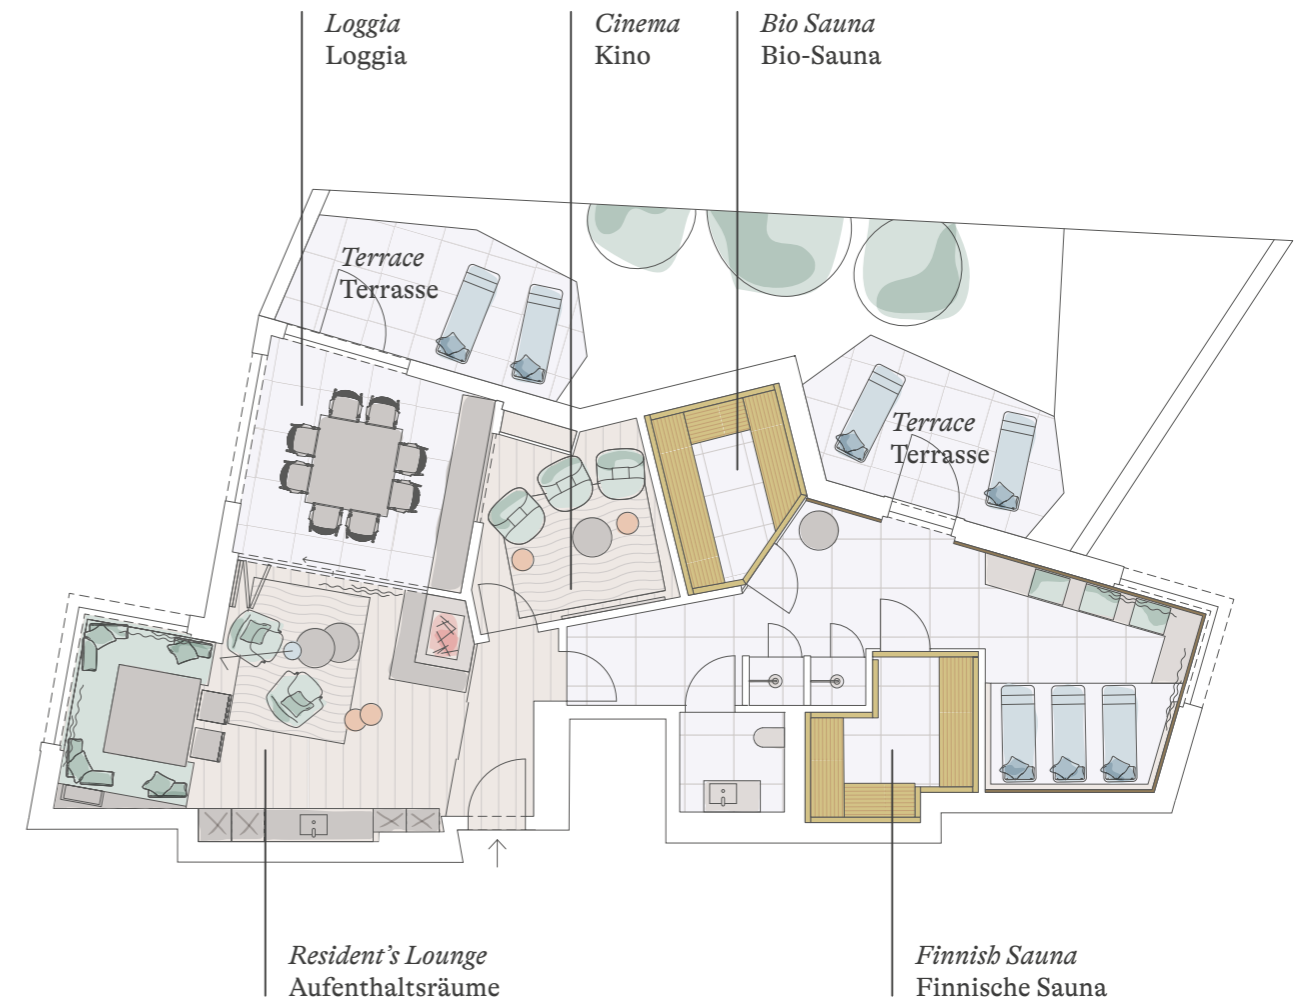 Loggia
Loggia
Cinema
Kino
Bio Sauna
Bio-Sauna
Terrace
Terrasse
Terrace
Terrasse
Resident’s Lounge
Aufenthaltsräume
Finnish Sauna
Finnische Sauna